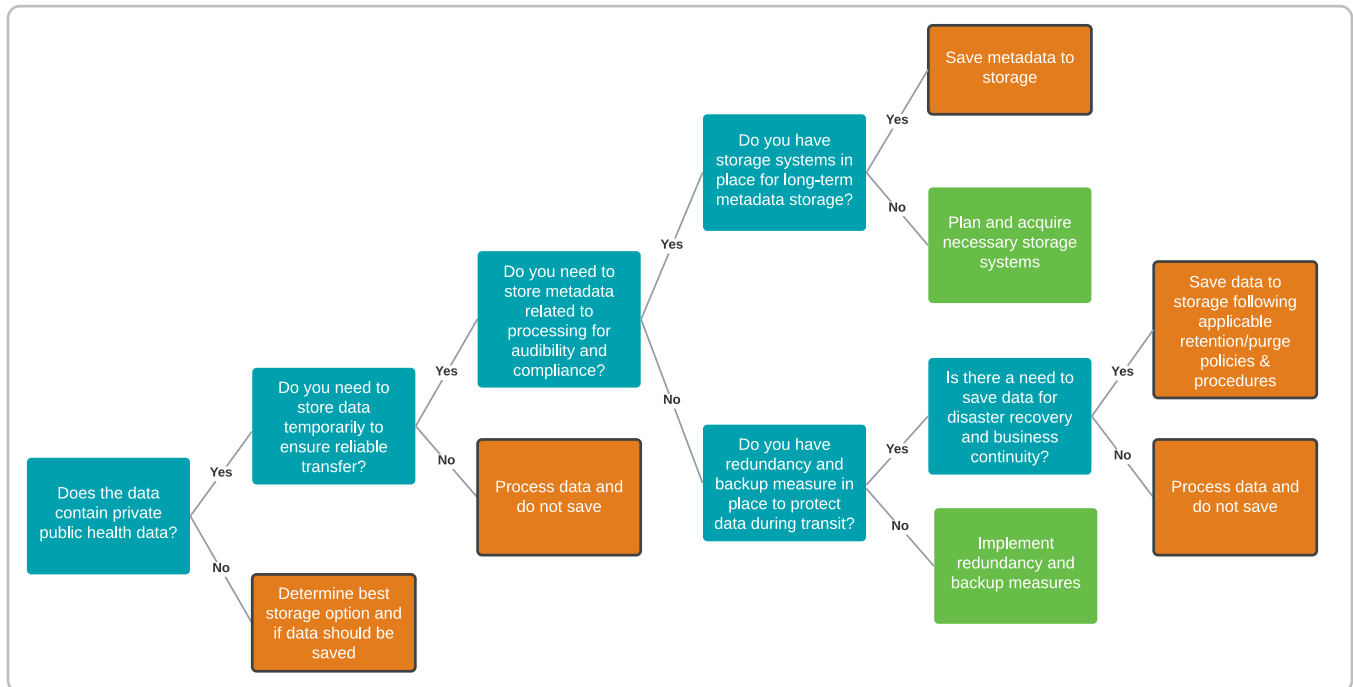 Does the data
contain private
public health data?
Yes
No
Do you need to
store data
temporarily to
ensure reliable
transfer?
Determine best
storage option and
if data should be
saved
Yes
No
Do you need to
store metadata
related to
processing for
audibility and
compliance?
Process data and
do not save
Yes
No
Do you have
storage systems in
place for long-term
metadata storage?
Yes
No
Save metadata to
storage
Plan and acquire
necessary storage
systems
Do you have
redundancy and
backup measure in
place to protect
data during transit?
Yes
No
Is there a need to
save data for
disaster recovery
and business
continuity?
Implement
redundancy and
backup measures
Yes
No
Save data to
storage following
applicable
retention/purge
policies &
procedures
Process data and
do not save